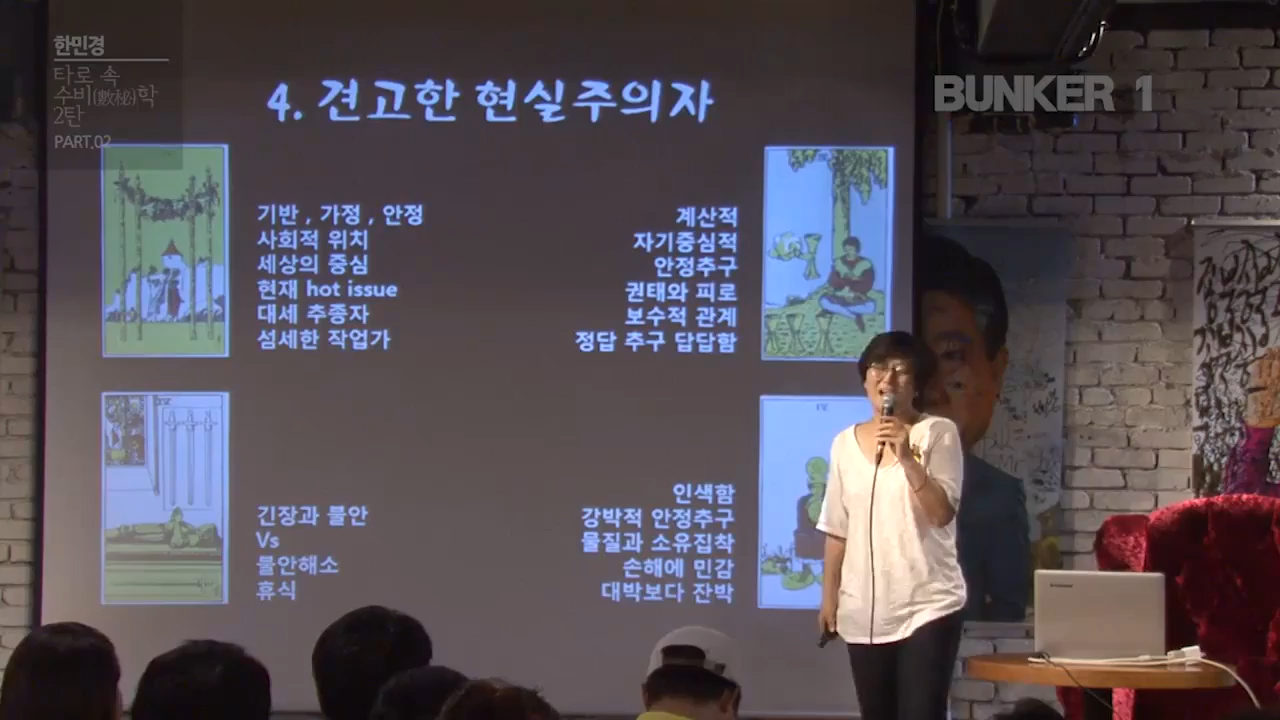 한민경
타로 속
수비(數秘)학
2탄
PART.02
BUNKER 1
4. 견고한 현실주의자
기반 , 가정 , 안정
사회적 위치
세상의 중심
현재 hot issue
대세 추종자
섬세한 작업가
계산적
자기중심적
안정추구
권태와 피로
보수적 관계
정답 추구 답답함
긴장과 불안
Vs
불안해소
휴식
인색함
강박적 안정추구
물질과 소유집착
손해에 민감
대박보다 잔박